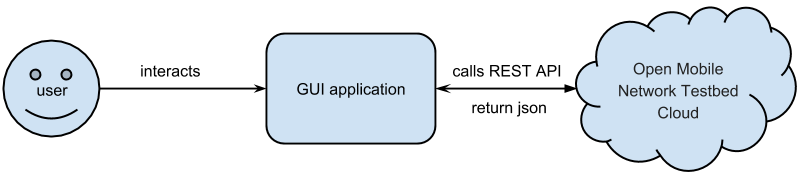 user
interacts
GUI application
calls REST API
return json
Open Mobile
Network Testbed
Cloud